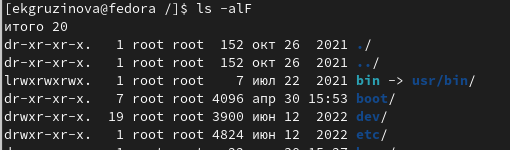 [ekgruzinova@fedora /]$ ls -alF
итого 20
dr-xr-xr-x.   1 root root  152 окт 26  2021 ./
dr-xr-xr-x.   1 root root  152 окт 26  2021 ../
lrwxrwxrwx.   1 root root    7 июл 22  2021 bin -> usr/bin/
dr-xr-xr-x.   7 root root 4096 апр 30 15:53 boot/
drwxr-xr-x.  19 root root 3900 июн 12  2022 dev/
drwxr-xr-x.   1 root root 4824 июн 12  2022 etc/